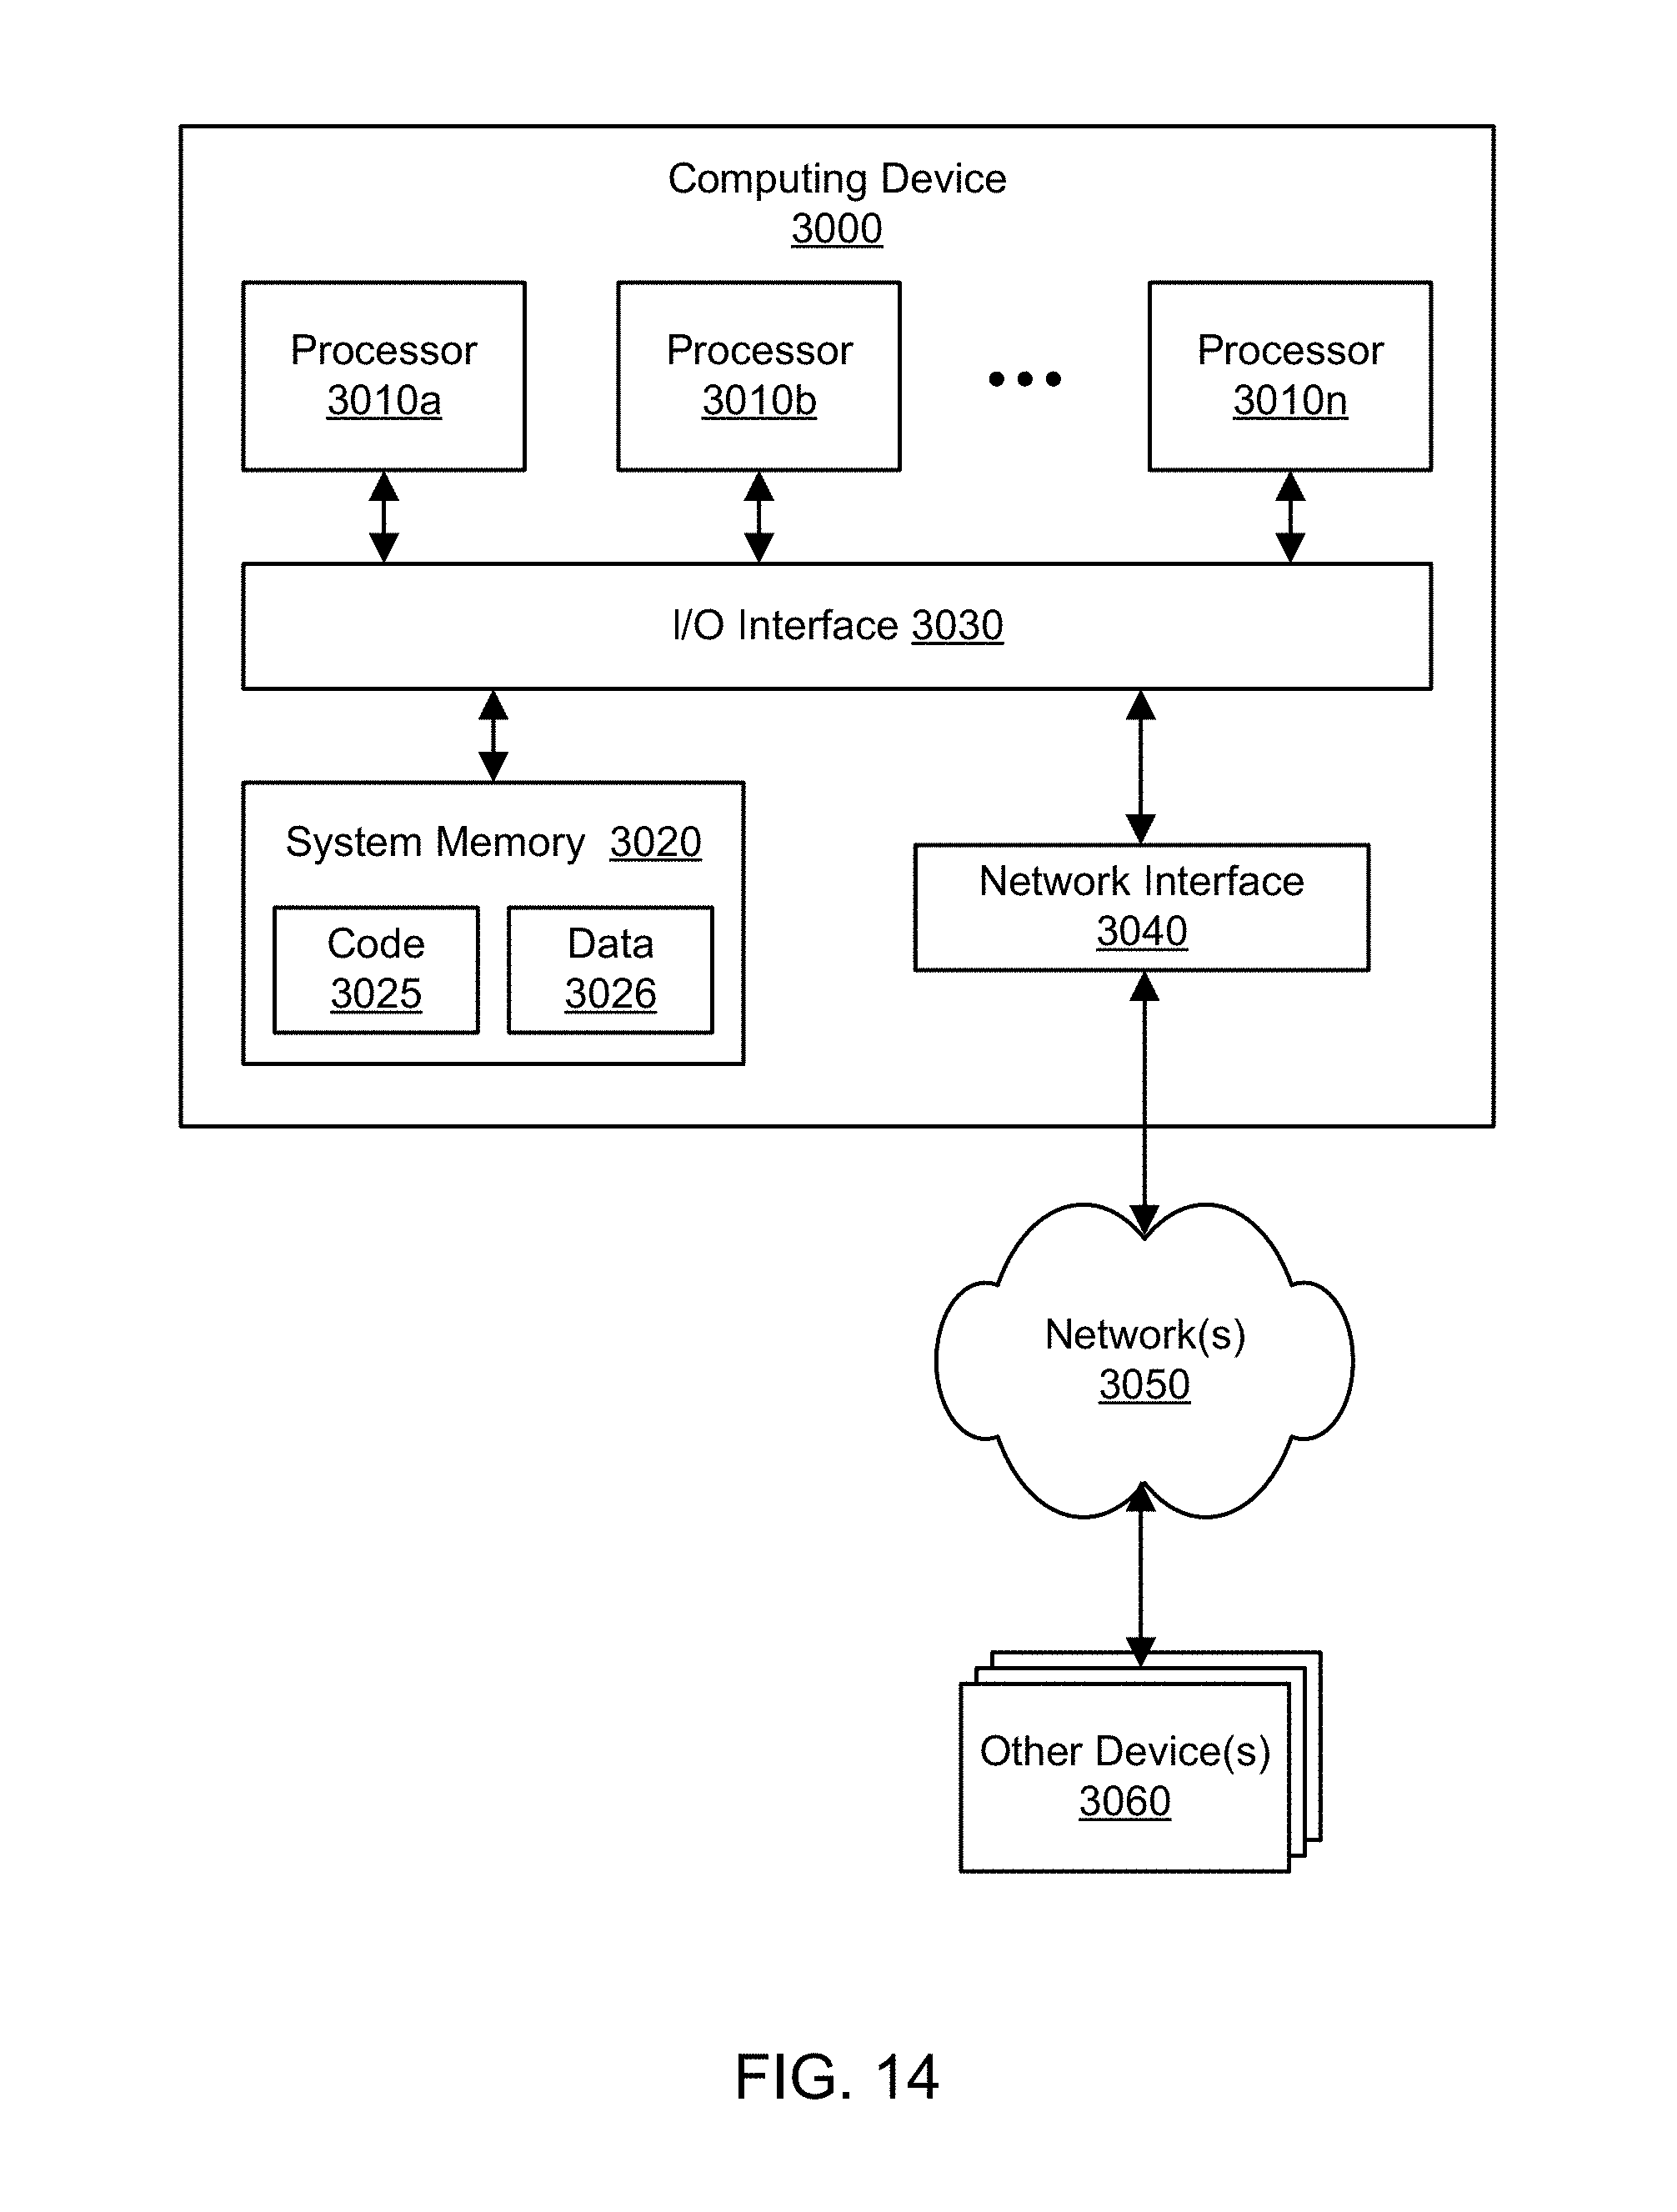 Computing Device
3000
Processor
3010a
Processor
3010b
Processor
3010n
I/O Interface 3030
System Memory 3020
Code
3025
Data
3026
Network Interface
3040
Network(s)
3050
Other Device(s)
3060
FIG. 14